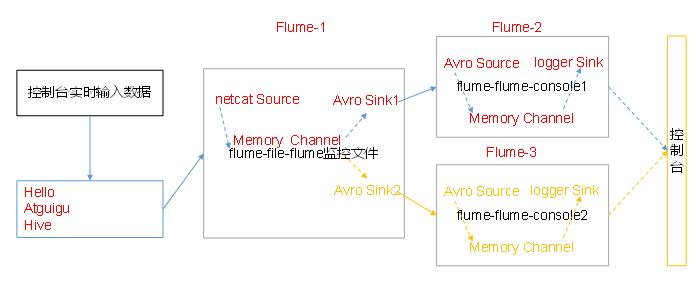 Flume-1
Flume-2
控制台实时输入数据
Hello
Atguigu
Hive
netcat Source
Avro Sink1
Memory Channel
flume-file-flume监控文件
Avro Sink2
Avro Source
logger Sink
flume-flume-console1
Memory Channel
Flume-3
Avro Source
logger Sink
flume-flume-console2
Memory Channel
控制台